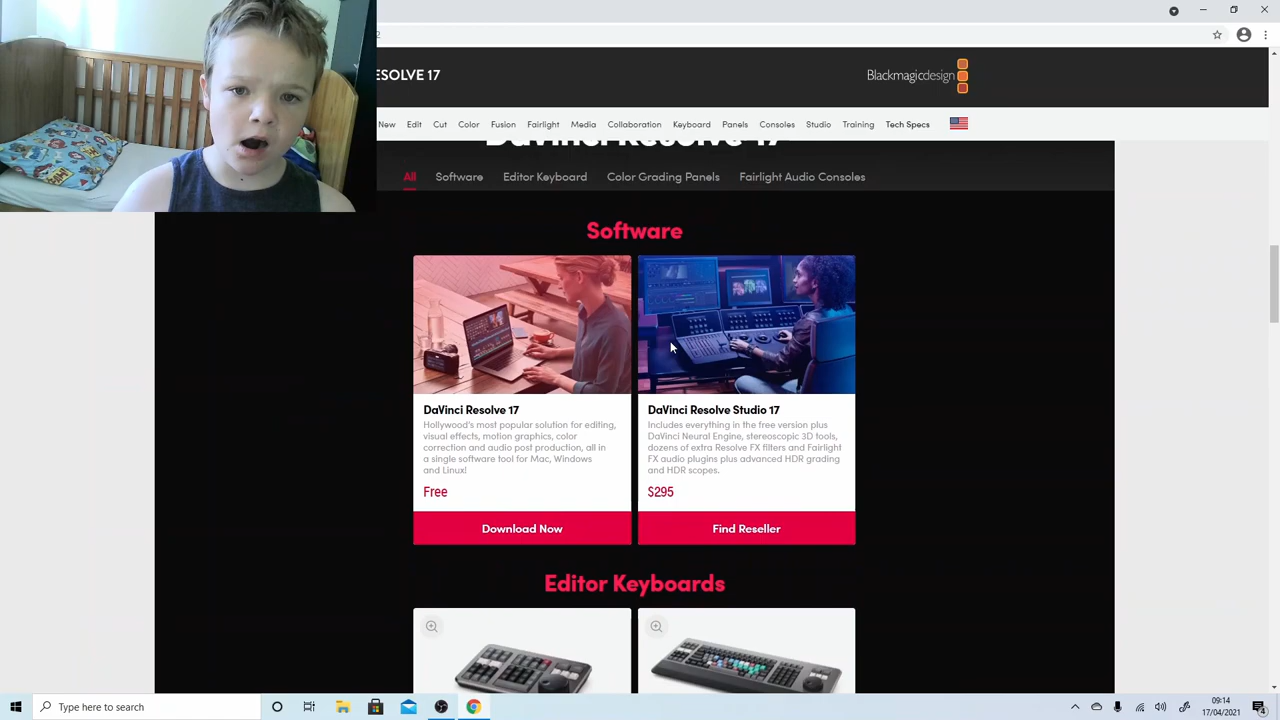 ESOLVE 17
Blackmagicdesign
New Edit Cut Color Fusion Fairlight Media Collaboration Keyboard Panels Consoles Studio Training Tech Specs
DaVinci Resolve 17
All Software Editor Keyboard Color Grading Panels Fairlight Audio Consoles
Software
DaVinci Resolve 17
Hollywood's most popular solution for editing,
visual effects, motion graphics, color
correction and audio post production, all in
a single software tool for Mac, Windows
and Linux!
Free
Download Now
DaVinci Resolve Studio 17
Includes everything in the free version plus
DaVinci Neural Engine, stereoscopic 3D tools,
dozens of extra Resolve FX filters and Fairlight
FX audio plugins plus advanced HDR grading
and HDR scopes.
$295
Find Reseller
Editor Keyboards
Type here to search
09:14
17/04/2021
4